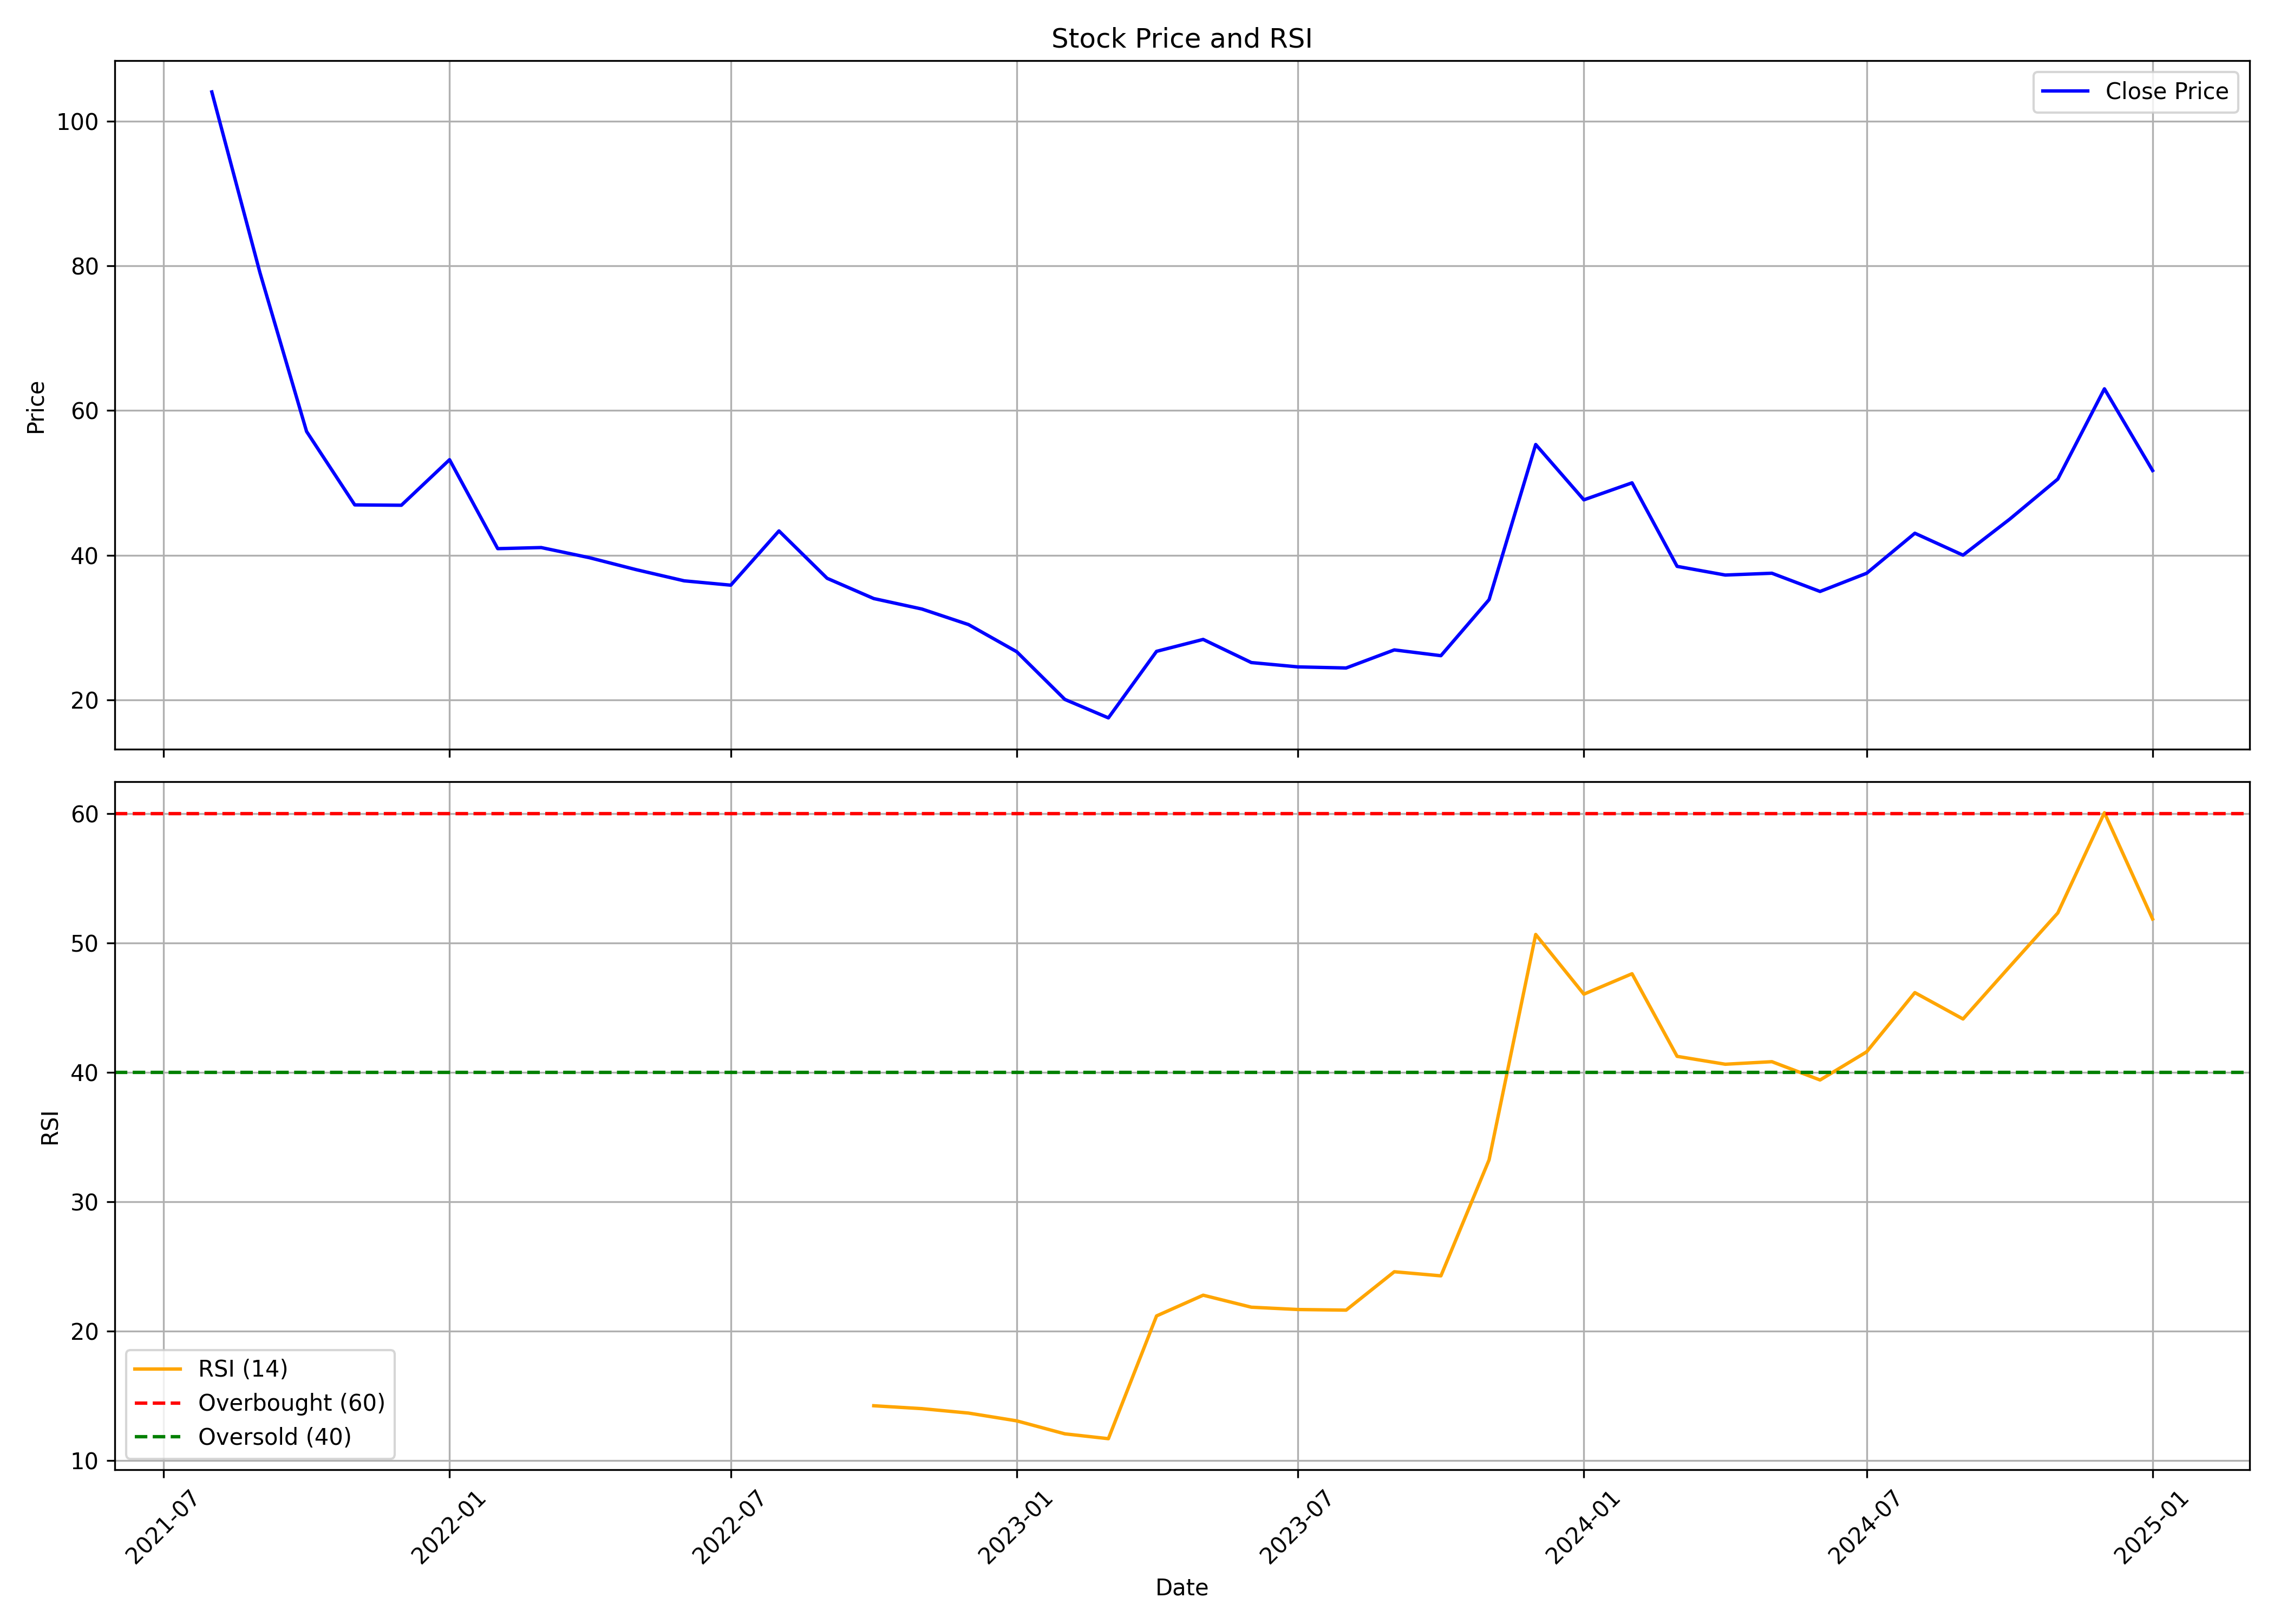 Stock Price and RSI
Close Price
Price
100
80
60
40
20
RSI
60
50
40
30
20
10
RSI (14)
Overbought (60)
Oversold (40)
2021-07
2022-01
2022-07
2023-01
2023-07
2024-01
2024-07
2025-01
Date